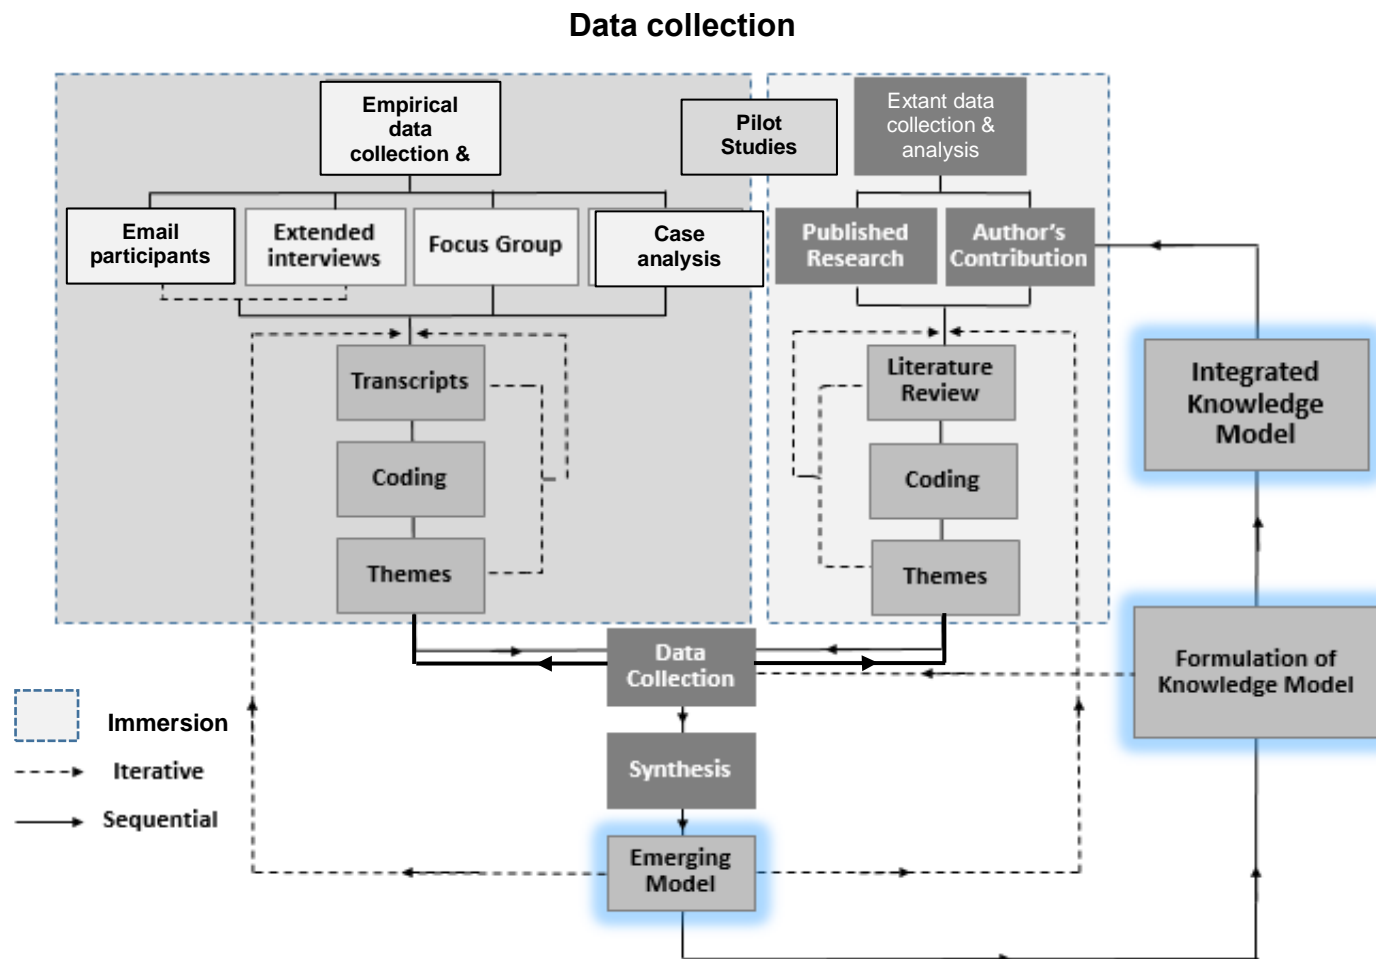 Data collection
Empirical
data
collection &
Pilot
Studies
Extant data
collection &
analysis
Email
participants
Extended
interviews
Focus Group
Case
analysis
Published
Research
Author's
Contribution
Transcripts
Coding
Themes
Literature
Review
Coding
Themes
Integrated
Knowledge
Model
Data
Collection
Formulation of
Knowledge Model
Synthesis
Emerging
Model
Immersion
Iterative
Sequential